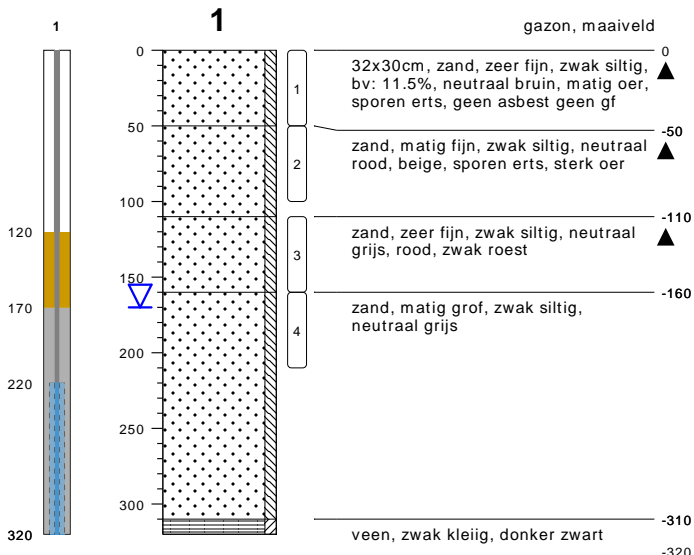 1
1
gazon, maaiveld
0
0
32x30cm, zand, zeer fijn, zwak siltig,
bv: 11.5%, neutraal bruin, matig oer,
sporen erts, geen asbest geen gf
1
50
-50
zand, matig fijn, zwak siltig, neutraal
rood, beige, sporen erts, sterk oer
2
100
-110
120
zand, zeer fijn, zwak siltig, neutraal
grijs, rood, zwak roest
3
150
-160
170
zand, matig grof, zwak siltig,
neutraal grijs
4
200
220
250
300
-310
320
veen, zwak kleiig, donker zwart
-320